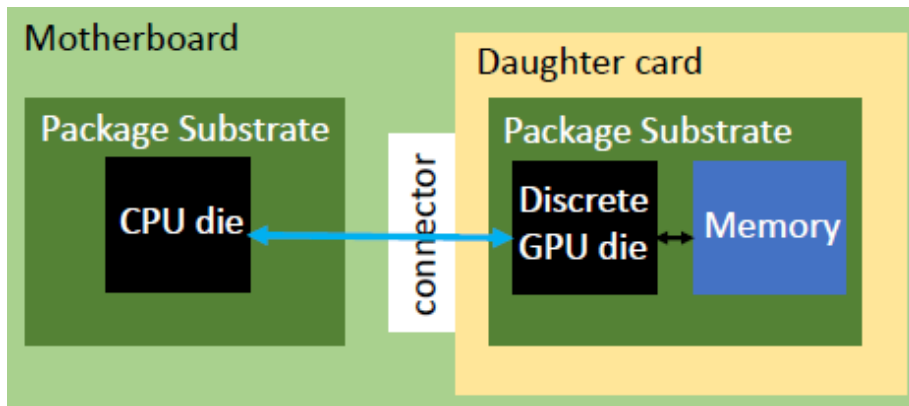 Motherboard
Daughter card
Package Substrate
CPU die
connector
Package Substrate
Discrete
GPU die
Memory